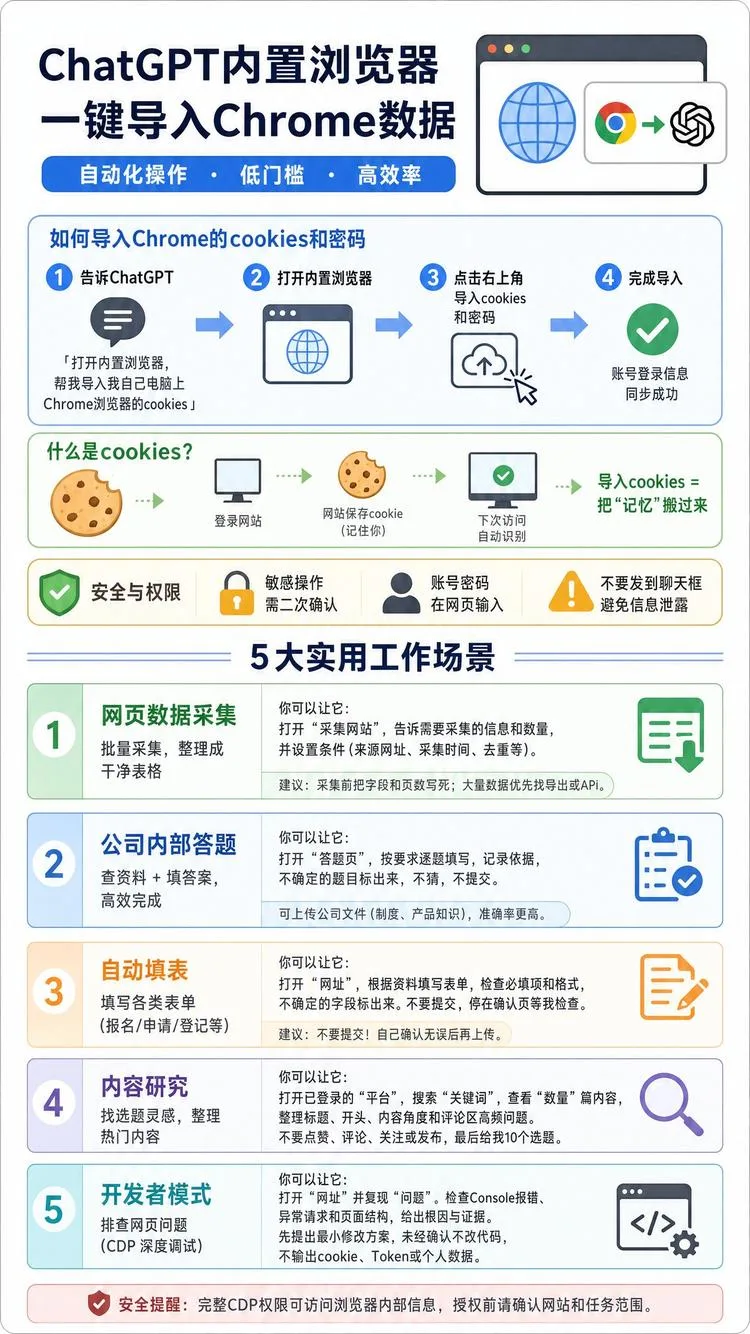 ChatGPT内置浏览器
一键导入Chrome数据
自动化操作 · 低门槛 · 高效率
如何导入Chrome的cookies和密码
1 告诉ChatGPT
「打开内置浏览器，
帮我导入我自己电脑上
Chrome浏览器的cookies」
2 打开内置浏览器
3 点击右上角
导入cookies
和密码
4 完成导入
账号登录信息
同步成功
什么是cookies？
登录网站
网站保存cookie
（记住你）
下次访问
自动识别
导入cookies =
把“记忆”搬过来
安全与权限
敏感操作
需二次确认
账号密码
在网页输入
不要发到聊天框
避免信息泄露
5大实用工作场景
1
网页数据采集
批量采集，整理成
干净表格
你可以让它：
打开“采集网站”，告诉需要采集的信息和数量，
并设置条件（来源网址、采集时间、去重等）。
建议：采集前把字段和页数写死；大量数据优先找导出或APi。
2
公司内部答题
查资料 + 填答案，
高效完成
你可以让它：
打开“答题页”，按要求逐题填写，记录依据，
不确定的题目标出来，不猜，不提交。
可上传公司文件（制度、产品知识），准确率更高。
3
自动填表
填写各类表单
（报名/申请/登记等）
你可以让它：
打开“网址”，根据资料填写表单，检查必填项和格式，
不确定的字段标出来。不要提交，停在确认页等我检查。
建议：不要提交！自己确认无误后再上传。
4
内容研究
找选题灵感，整理
热门内容
你可以让它：
打开已登录的“平台”，搜索“关键词”，查看“数量”篇内容，
整理标题、开头、内容角度和评论区高频问题。
不要点赞、评论、关注或发布，最后给我10个选题。
5
开发者模式
排查网页问题
（CDP 深度调试）
你可以让它：
打开“网址”并复现“问题”。检查Console报错、
异常请求和页面结构，给出根因与证据。
先提出最小修改方案，未经确认不改代码，
不输出cookie、Token或个人数据。
</>
安全提醒：完整CDP权限可访问浏览器内部信息，授权前请确认网站和任务范围。